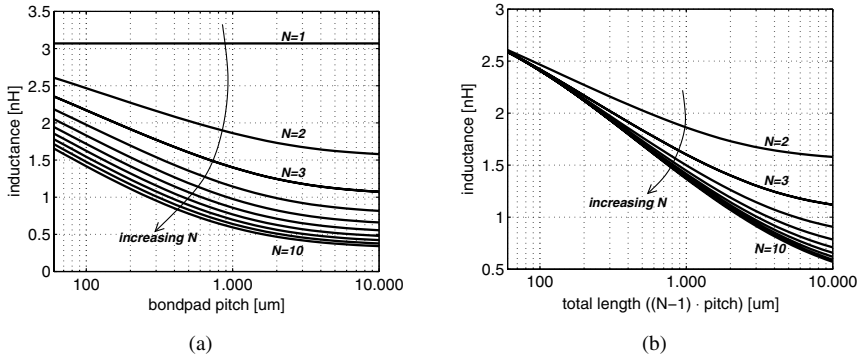 3.5
3
2.5
2
1.5
1
0.5
0
inductance [nH]
N=1
N=2
N=3
increasing N
N=10
100
1.000
10.000
bondpad pitch [um]
(a)
3
2.5
2
1.5
1
0.5
inductance [nH]
N=2
N=3
increasing N
N=10
100
1.000
10.000
total length ((N−1) · pitch) [um]
(b)